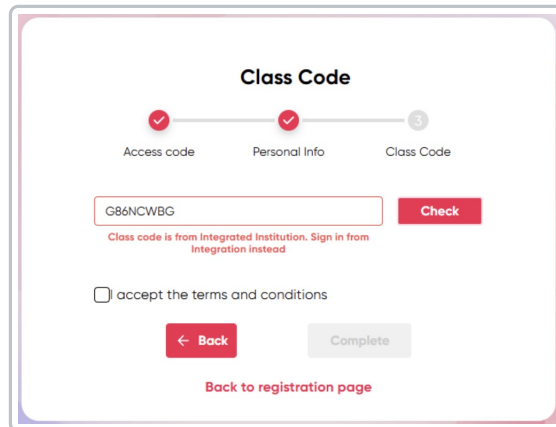 Class Code
3
Access code Personal Info Class Code
G86NCWBG Check
Class code is from Integrated Institution. Sign in from
Integration instead
I accept the terms and conditions
← Back Complete
Back to registration page